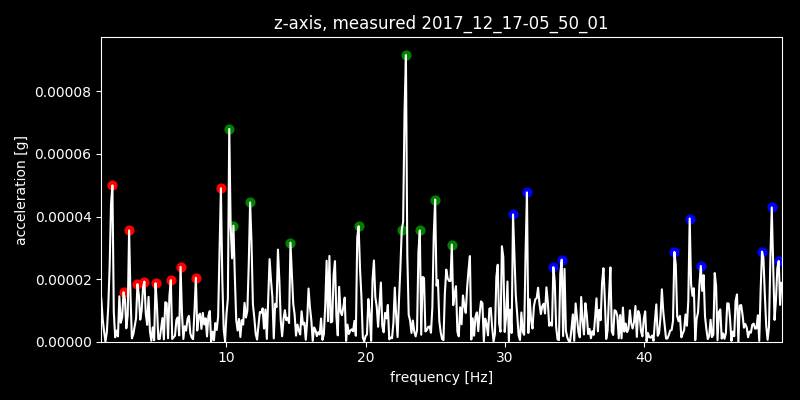 z-axis, measured 2017_12_17-05_50_01
0.00008
0.00006
0.00004
0.00002
0.00000
acceleration [g]
10 20 30 40
frequency [Hz]